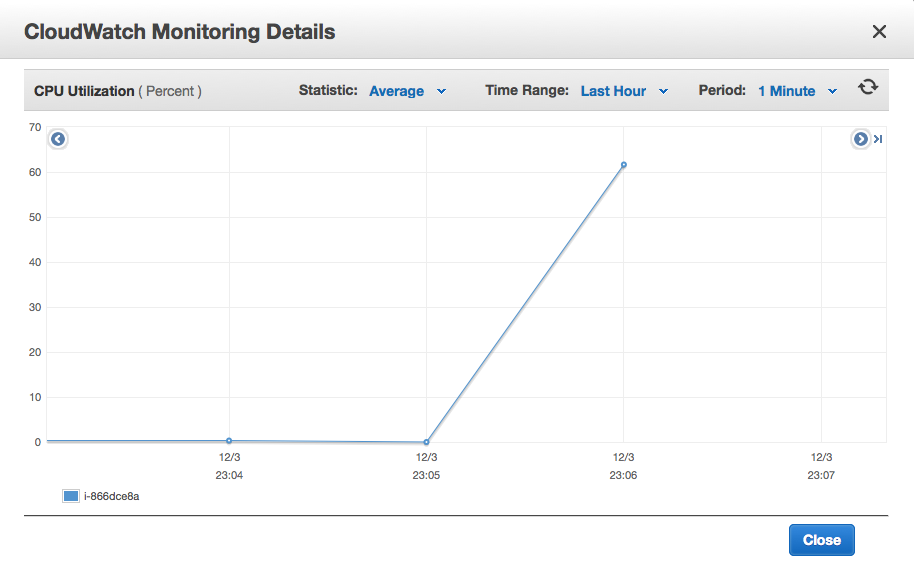 CloudWatch Monitoring Details
CPU Utilization ( Percent ) Statistic: Average Time Range: Last Hour Period: 1 Minute
70
60
50
40
30
20
10
0
12/3 12/3 12/3 12/3
23:04 23:05 23:06 23:07
i-866dce8a
Close